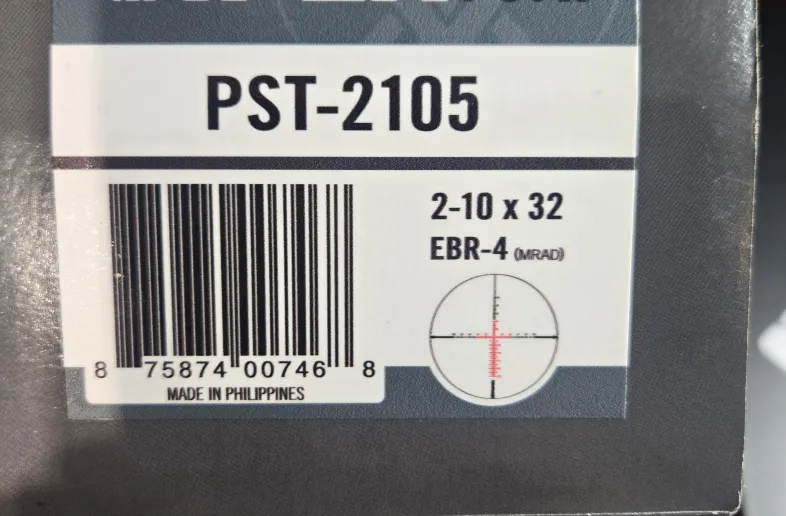 PST-2105
2-10 x 32
EBR-4 (MRAD)
8 75874 00746 8
MADE IN PHILIPPINES